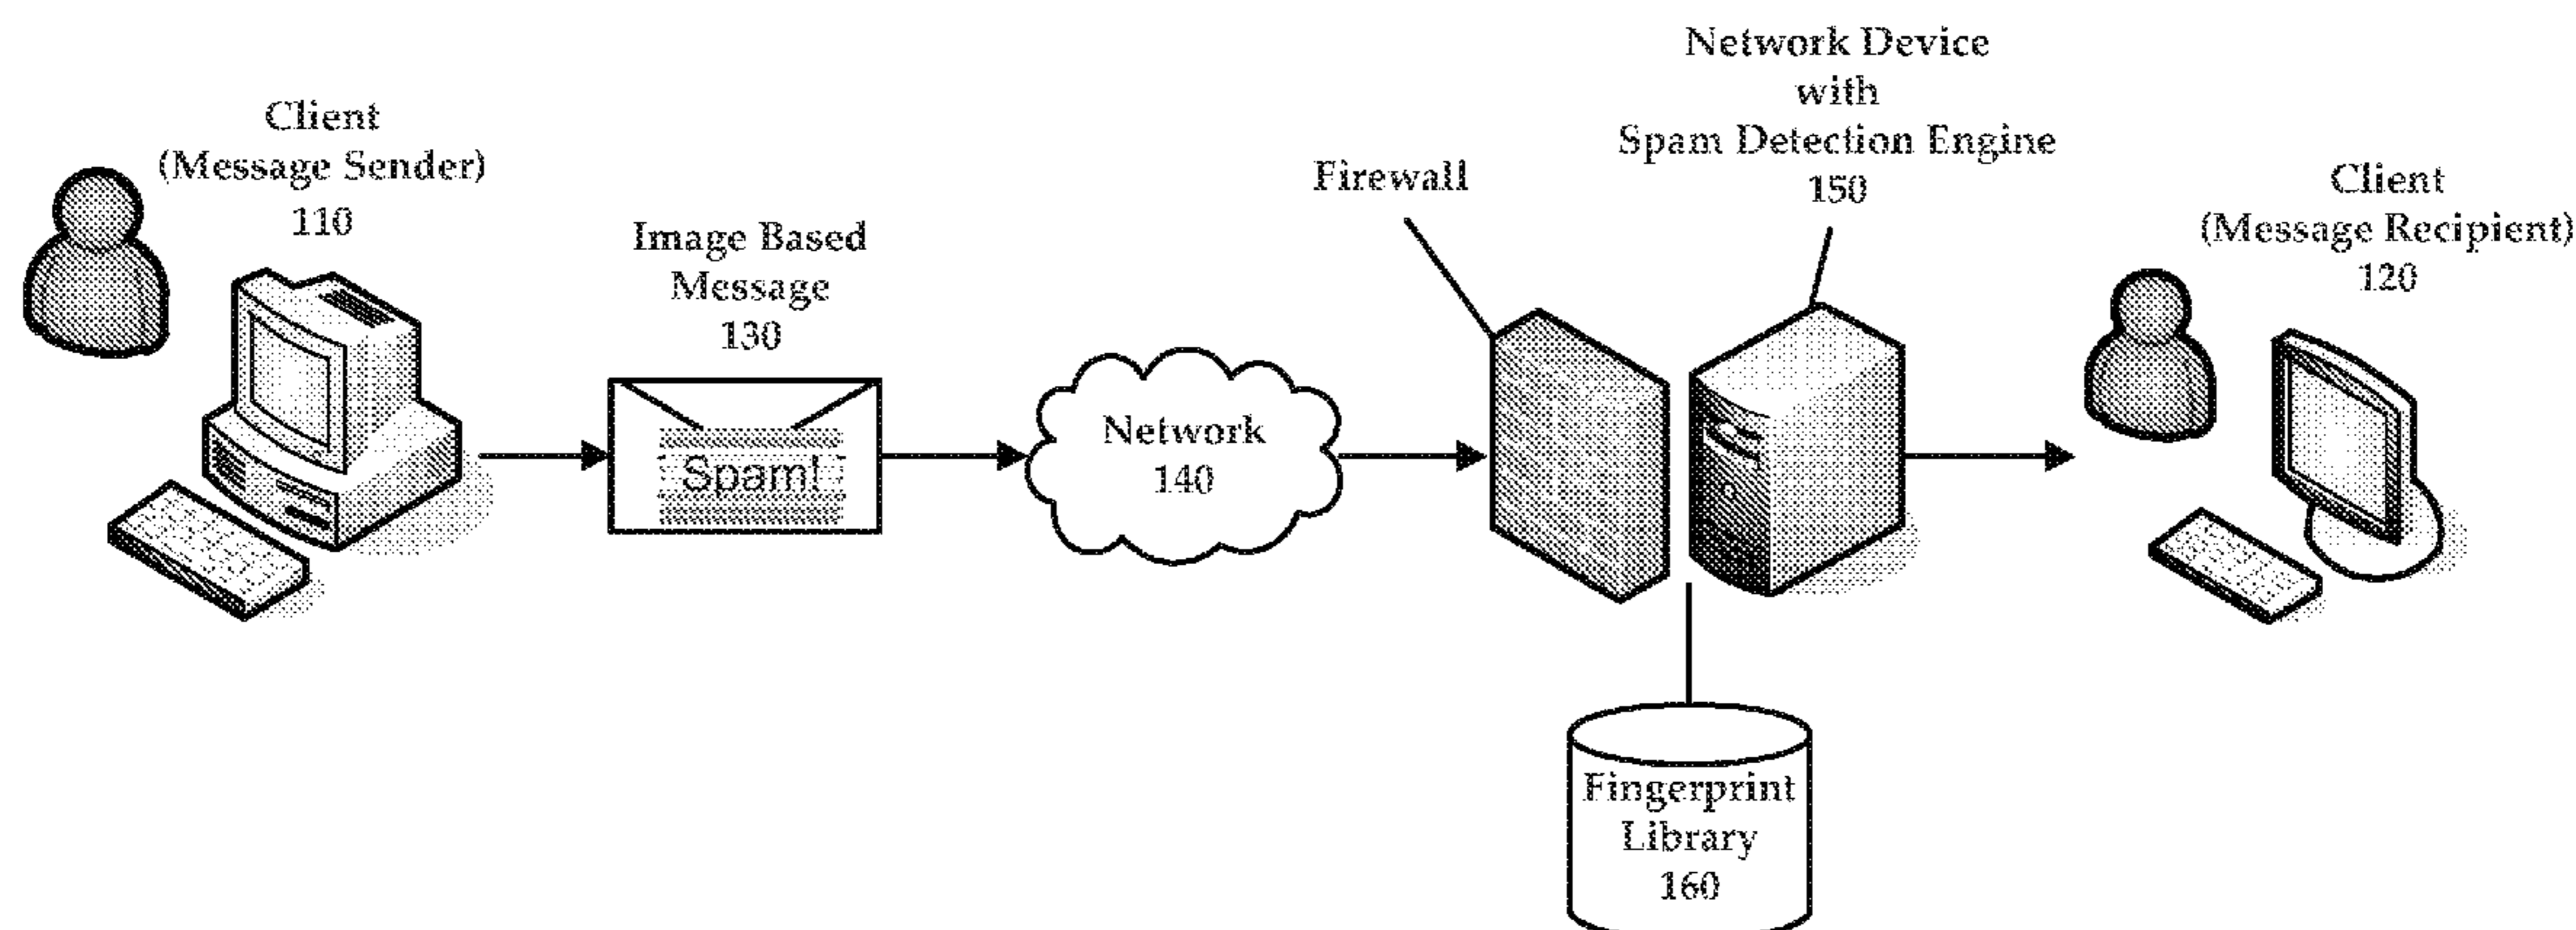 Client
(Message Sender)
110
Image Based
Message
130
Spam!
Network
140
Firewall
Network Device
with
Spam Detection Engine
150
Client
(Message Recipient)
120
Fingerprint
Library
160